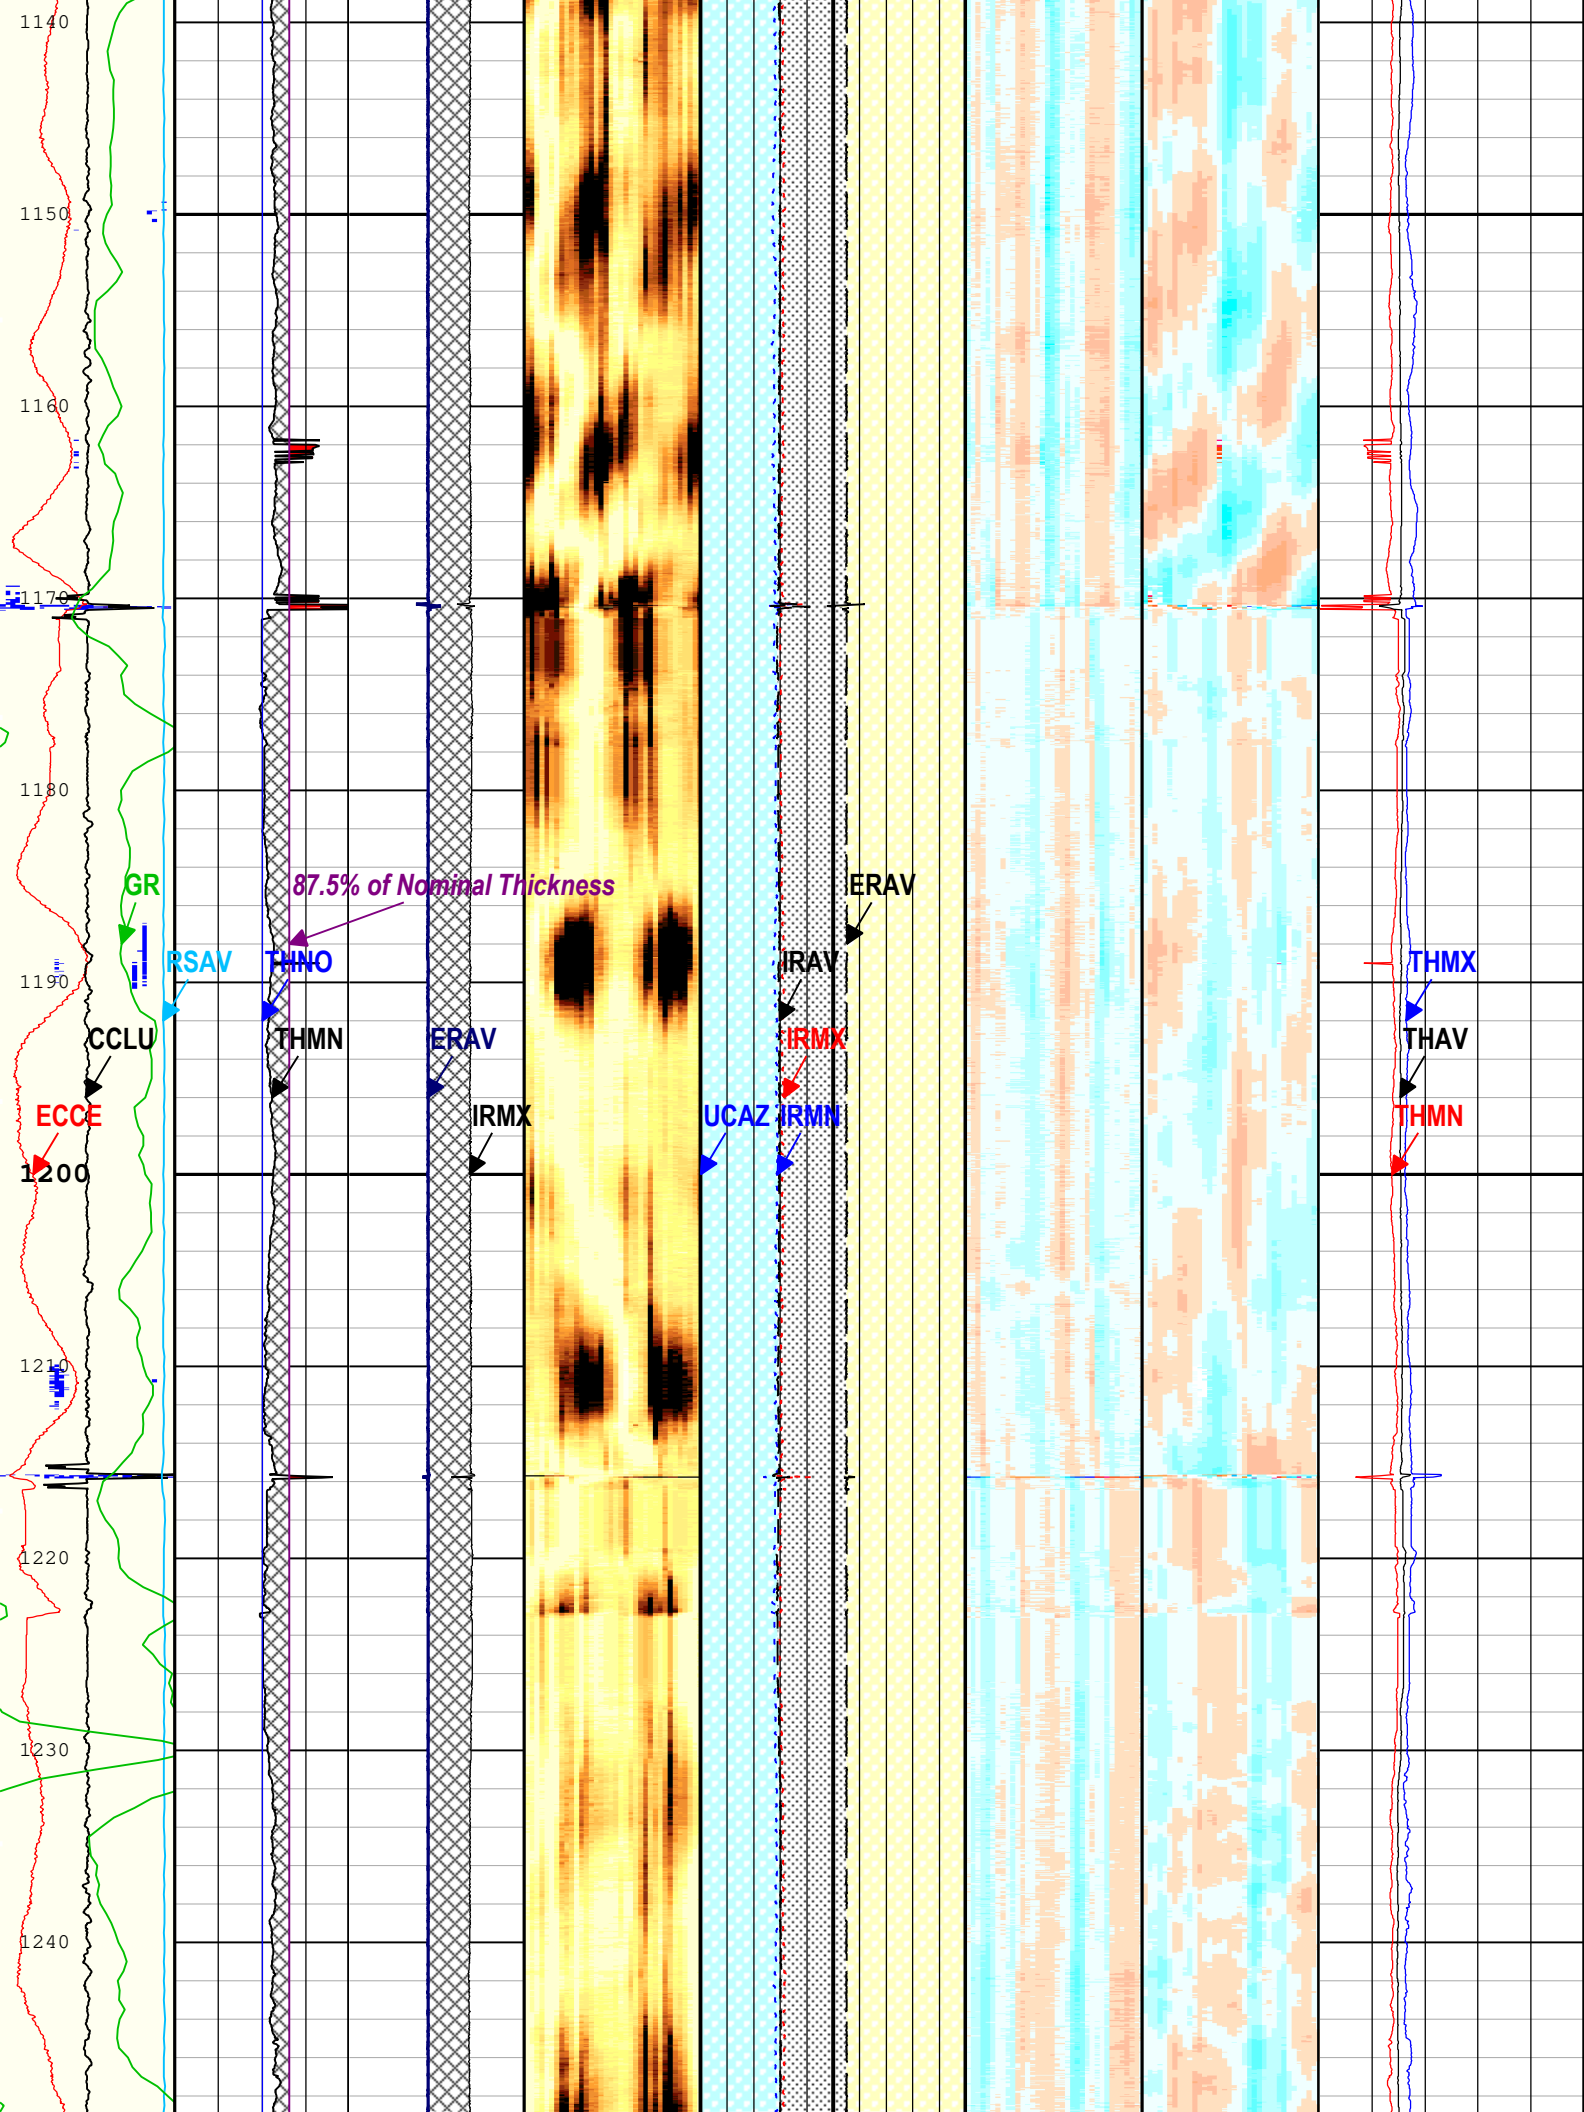 1140
1150
1160
1170
1180
GR
87.5% of Nominal Thickness
ERAV
RSAV
THNO
IRAV
THMX
1190
CCLU
THMN
ERAV
IRMX
THAV
ECCE
IRMX
UCAZ
IRMN
THMN
1200
1210
1220
1230
1240